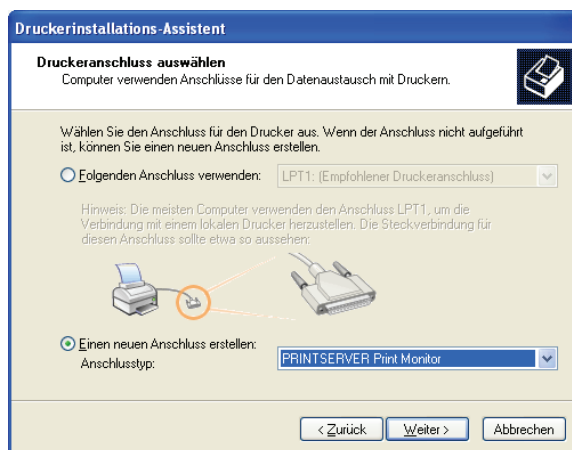 Druckerinstallations-Assistent
Druckeranschluss auswählen
Computer verwenden Anschlüsse für den Datenaustausch mit Druckern.
Wählen Sie den Anschluss für den Drucker aus. Wenn der Anschluss nicht aufgeführt
ist, können Sie einen neuen Anschluss erstellen.
Folgenden Anschluss verwenden: LPT1: (Empfohlener Druckeranschluss)
Hinweis: Die meisten Computer verwenden den Anschluss LPT1, um die
Verbindung mit einem lokalen Drucker herzustellen. Die Steckverbindung für
diesen Anschluss sollte etwa so aussehen:
Einen neuen Anschluss erstellen:
Anschlusstyp: PRINTSERVER Print Monitor
< Zurück Weiter > Abbrechen